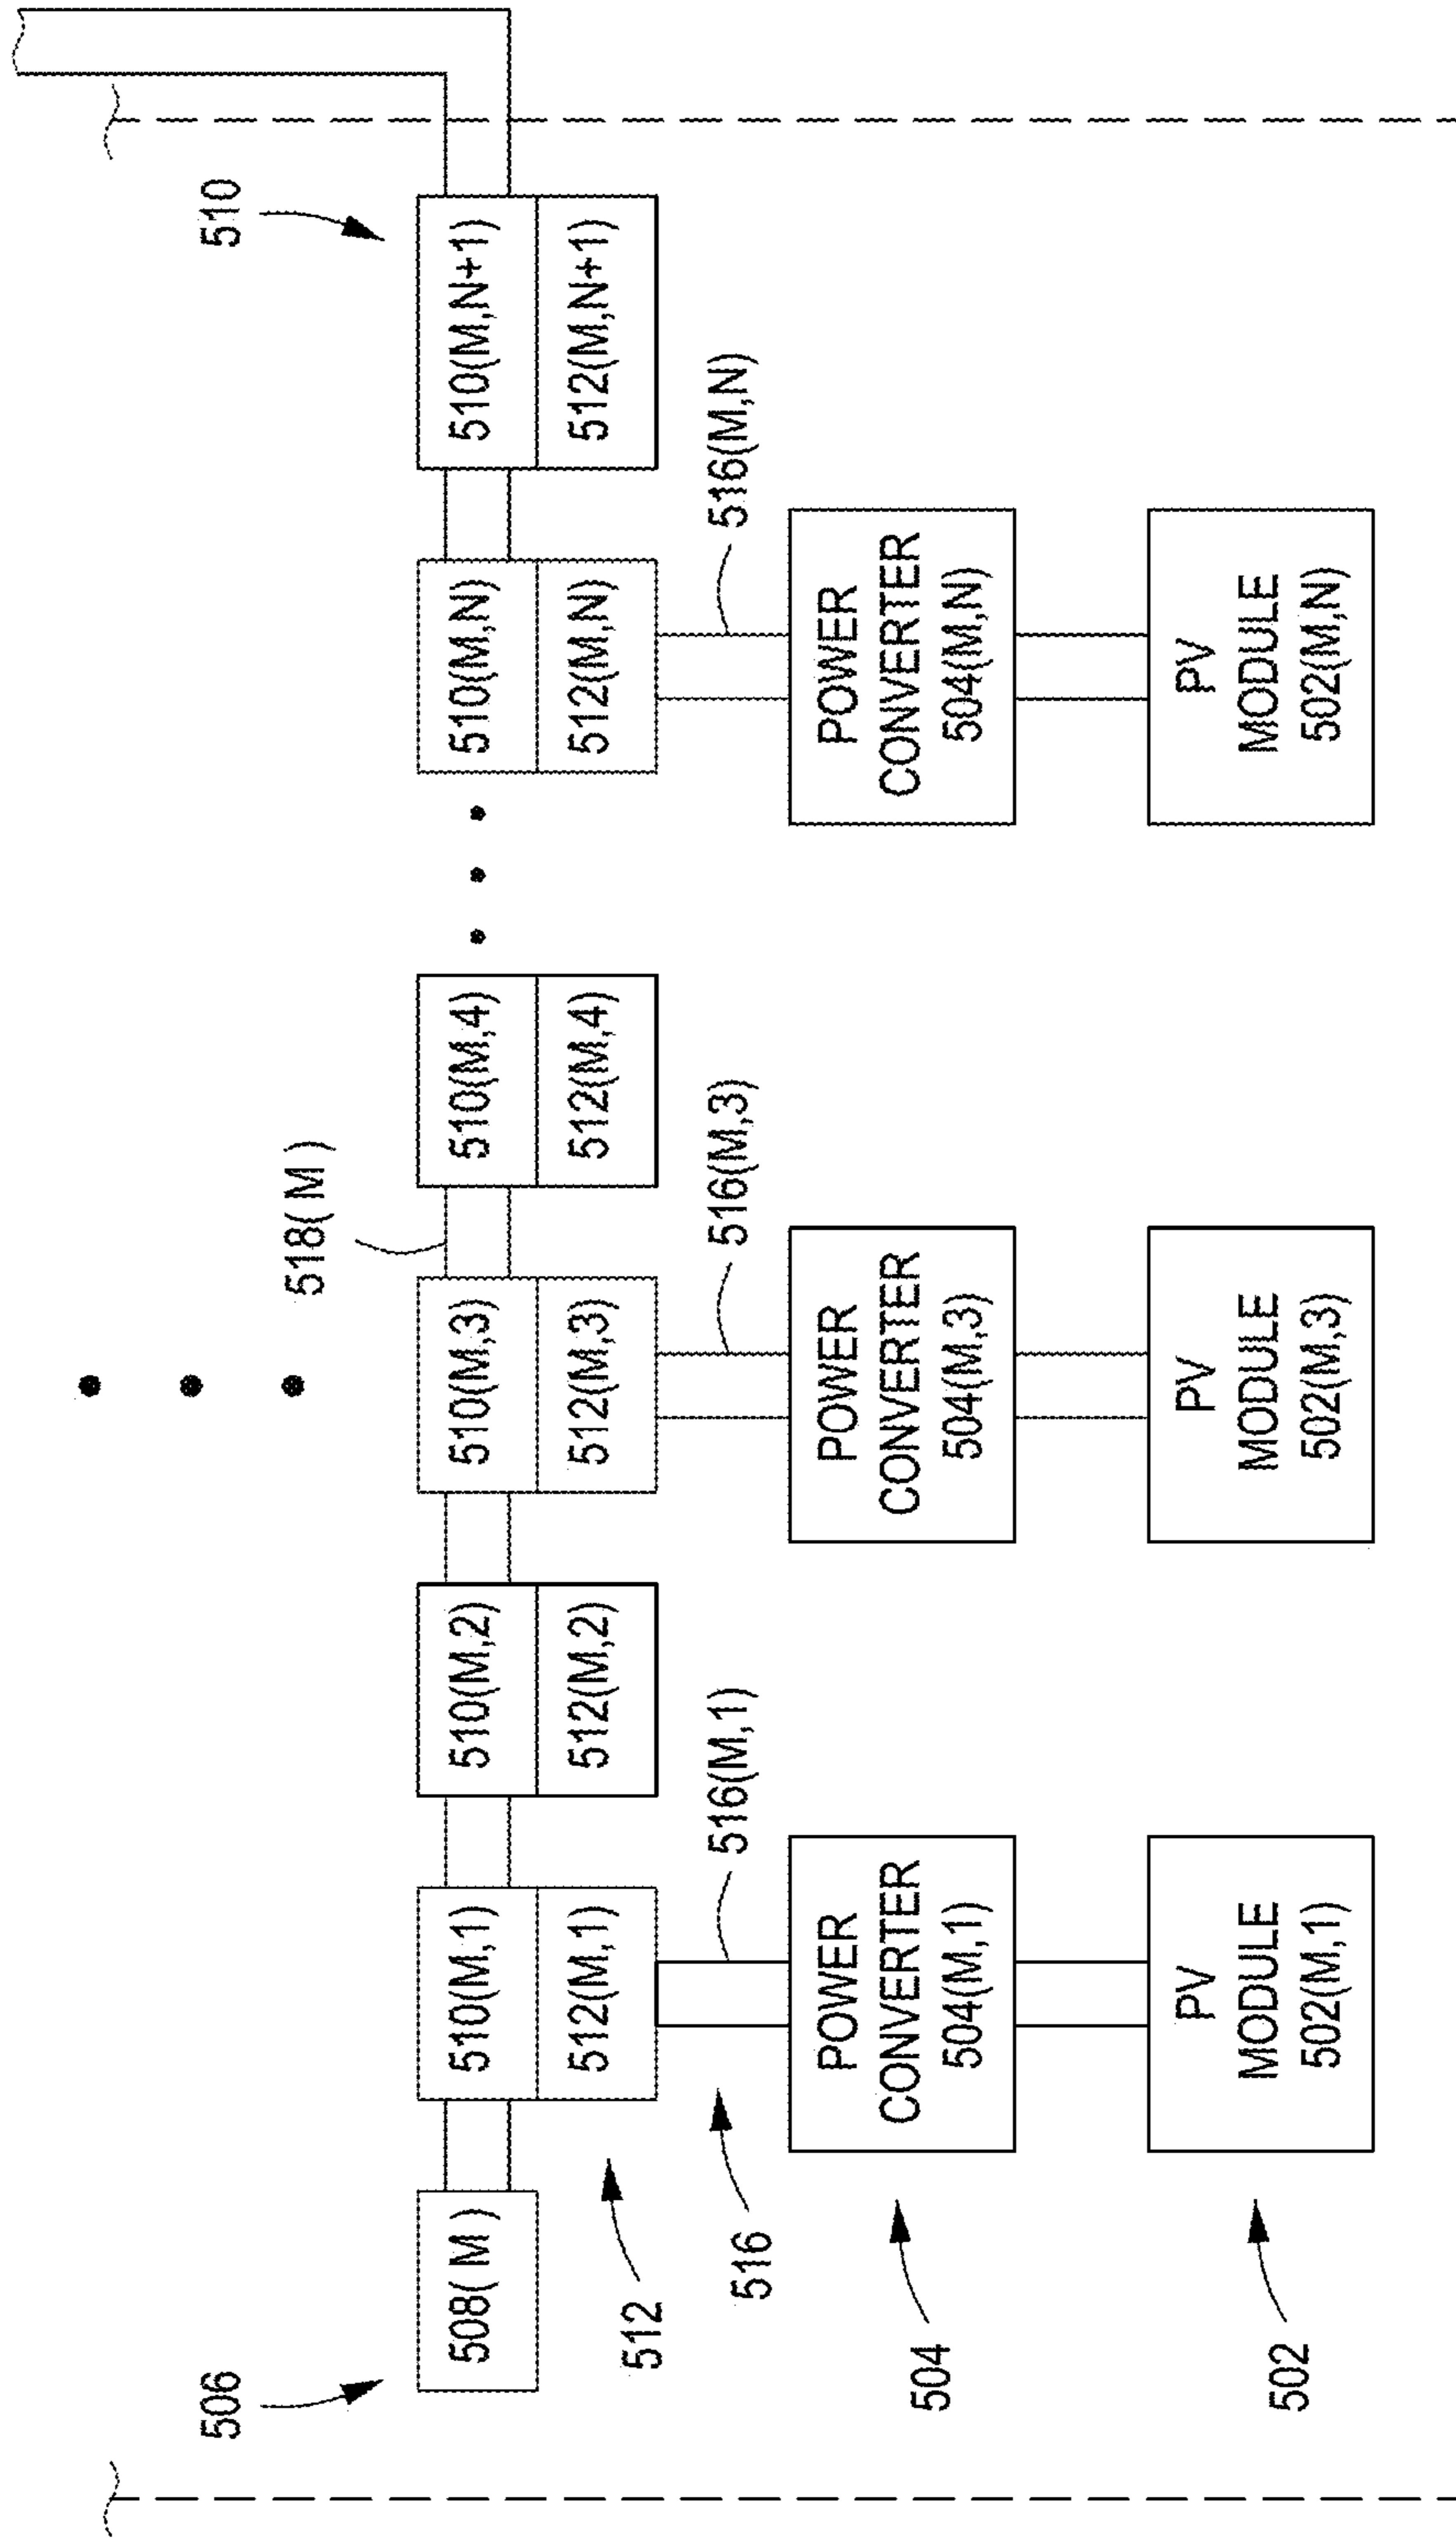 506
510
518( M )
508( M )
510(M,1)
510(M,2)
510(M,3)
510(M,4)
510(M,N)
510(M,N+1)
512(M,1)
512(M,2)
512(M,3)
512(M,4)
512(M,N)
512(M,N+1)
512
516
516(M,1)
516(M,3)
516(M,N)
504
POWER
CONVERTER
504(M,1)
POWER
CONVERTER
504(M,3)
POWER
CONVERTER
504(M,N)
502
PV
MODULE
502(M,1)
PV
MODULE
502(M,3)
PV
MODULE
502(M,N)